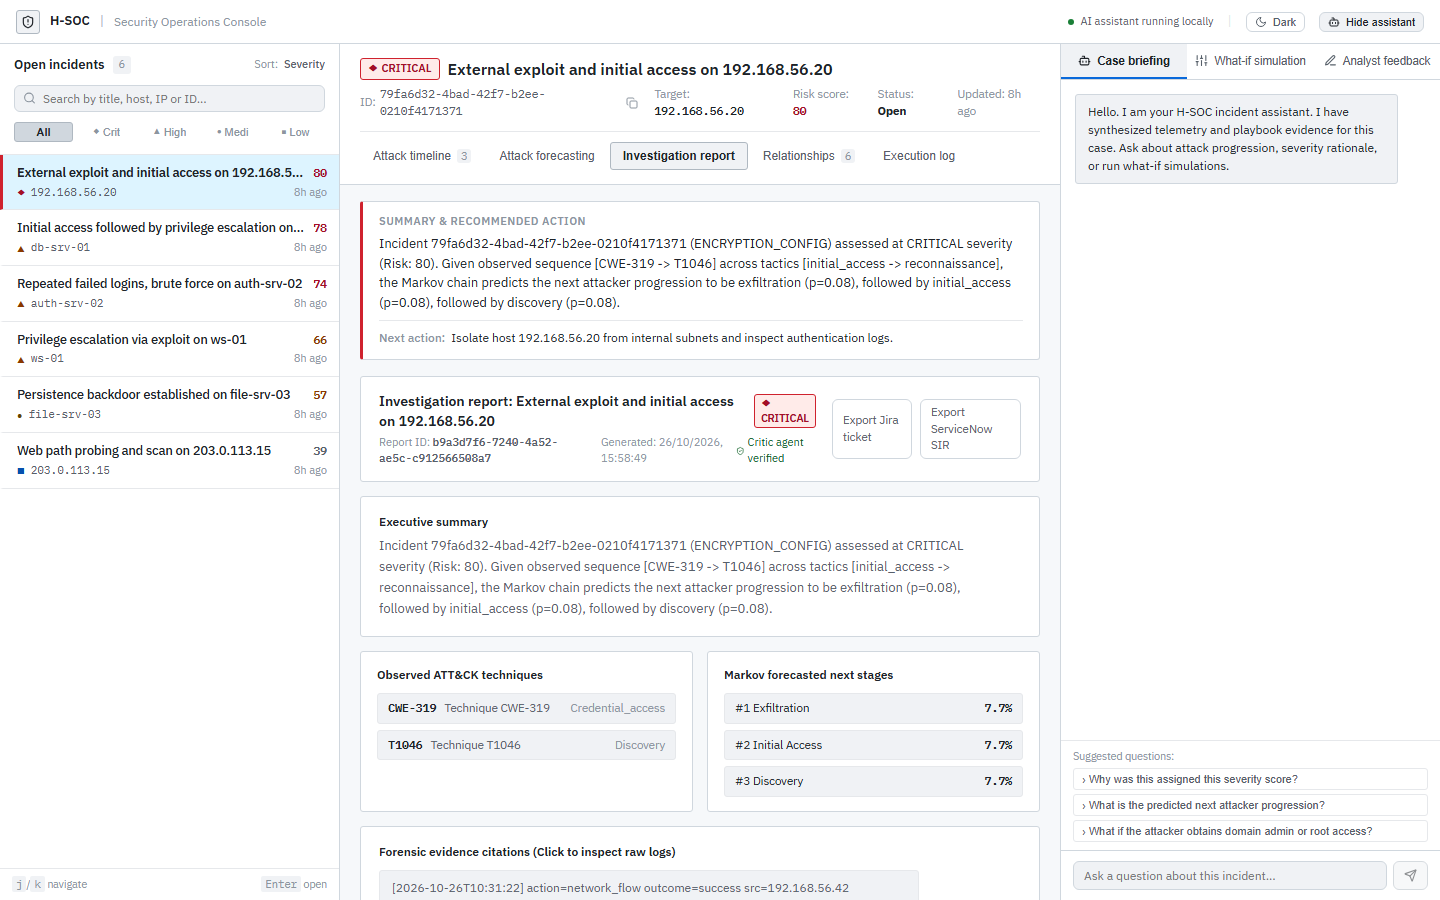 H-SOC | Security Operations Console
AI assistant running locally
Dark
Hide assistant
Open incidents 6
Sort: Severity
Search by title, host, IP or ID...
All
Crit
High
Medi
Low
External exploit and initial access on 192.168.5... 80
192.168.56.20 8h ago
Initial access followed by privilege escalation on... 78
db-srv-01 8h ago
Repeated failed logins, brute force on auth-srv-02 74
auth-srv-02 8h ago
Privilege escalation via exploit on ws-01 66
ws-01 8h ago
Persistence backdoor established on file-srv-03 57
file-srv-03 8h ago
Web path probing and scan on 203.0.113.15 39
203.0.113.15 8h ago
j / k navigate
Enter open
CRITICAL External exploit and initial access on 192.168.56.20
ID: 79fa6d32-4bad-42f7-b2ee-
0210f4171371
Target:
192.168.56.20
Risk score:
80
Status:
Open
Updated: 8h
ago
Attack timeline 3
Attack forecasting
Investigation report
Relationships 6
Execution log
SUMMARY & RECOMMENDED ACTION
Incident 79fa6d32-4bad-42f7-b2ee-0210f4171371 (ENCRYPTION_CONFIG) assessed at CRITICAL severity
(Risk: 80). Given observed sequence [CWE-319 -> T1046] across tactics [initial_access -> reconnaissance],
the Markov chain predicts the next attacker progression to be exfiltration (p=0.08), followed by initial_access
(p=0.08), followed by discovery (p=0.08).
Next action: Isolate host 192.168.56.20 from internal subnets and inspect authentication logs.
Investigation report: External exploit and initial access
on 192.168.56.20
Report ID: b9a3d7f6-7240-4a52-
ae5c-c912566508a7
Generated: 26/10/2026,
15:58:49
CRITICAL
Critic agent
verified
Export Jira
ticket
Export
ServiceNow
SIR
Executive summary
Incident 79fa6d32-4bad-42f7-b2ee-0210f4171371 (ENCRYPTION_CONFIG) assessed at CRITICAL
severity (Risk: 80). Given observed sequence [CWE-319 -> T1046] across tactics [initial_access ->
reconnaissance], the Markov chain predicts the next attacker progression to be exfiltration (p=0.08),
followed by initial_access (p=0.08), followed by discovery (p=0.08).
Observed ATT&CK techniques
CWE-319 Technique CWE-319 Credential_access
T1046 Technique T1046 Discovery
Markov forecasted next stages
#1 Exfiltration 7.7%
#2 Initial Access 7.7%
#3 Discovery 7.7%
Forensic evidence citations (Click to inspect raw logs)
[2026-10-26T10:31:22] action=network_flow outcome=success src=192.168.56.42
Case briefing
What-if simulation
Analyst feedback
Hello. I am your H-SOC incident assistant. I have
synthesized telemetry and playbook evidence for this
case. Ask about attack progression, severity rationale,
or run what-if simulations.
Suggested questions:
› Why was this assigned this severity score?
› What is the predicted next attacker progression?
› What if the attacker obtains domain admin or root access?
Ask a question about this incident...